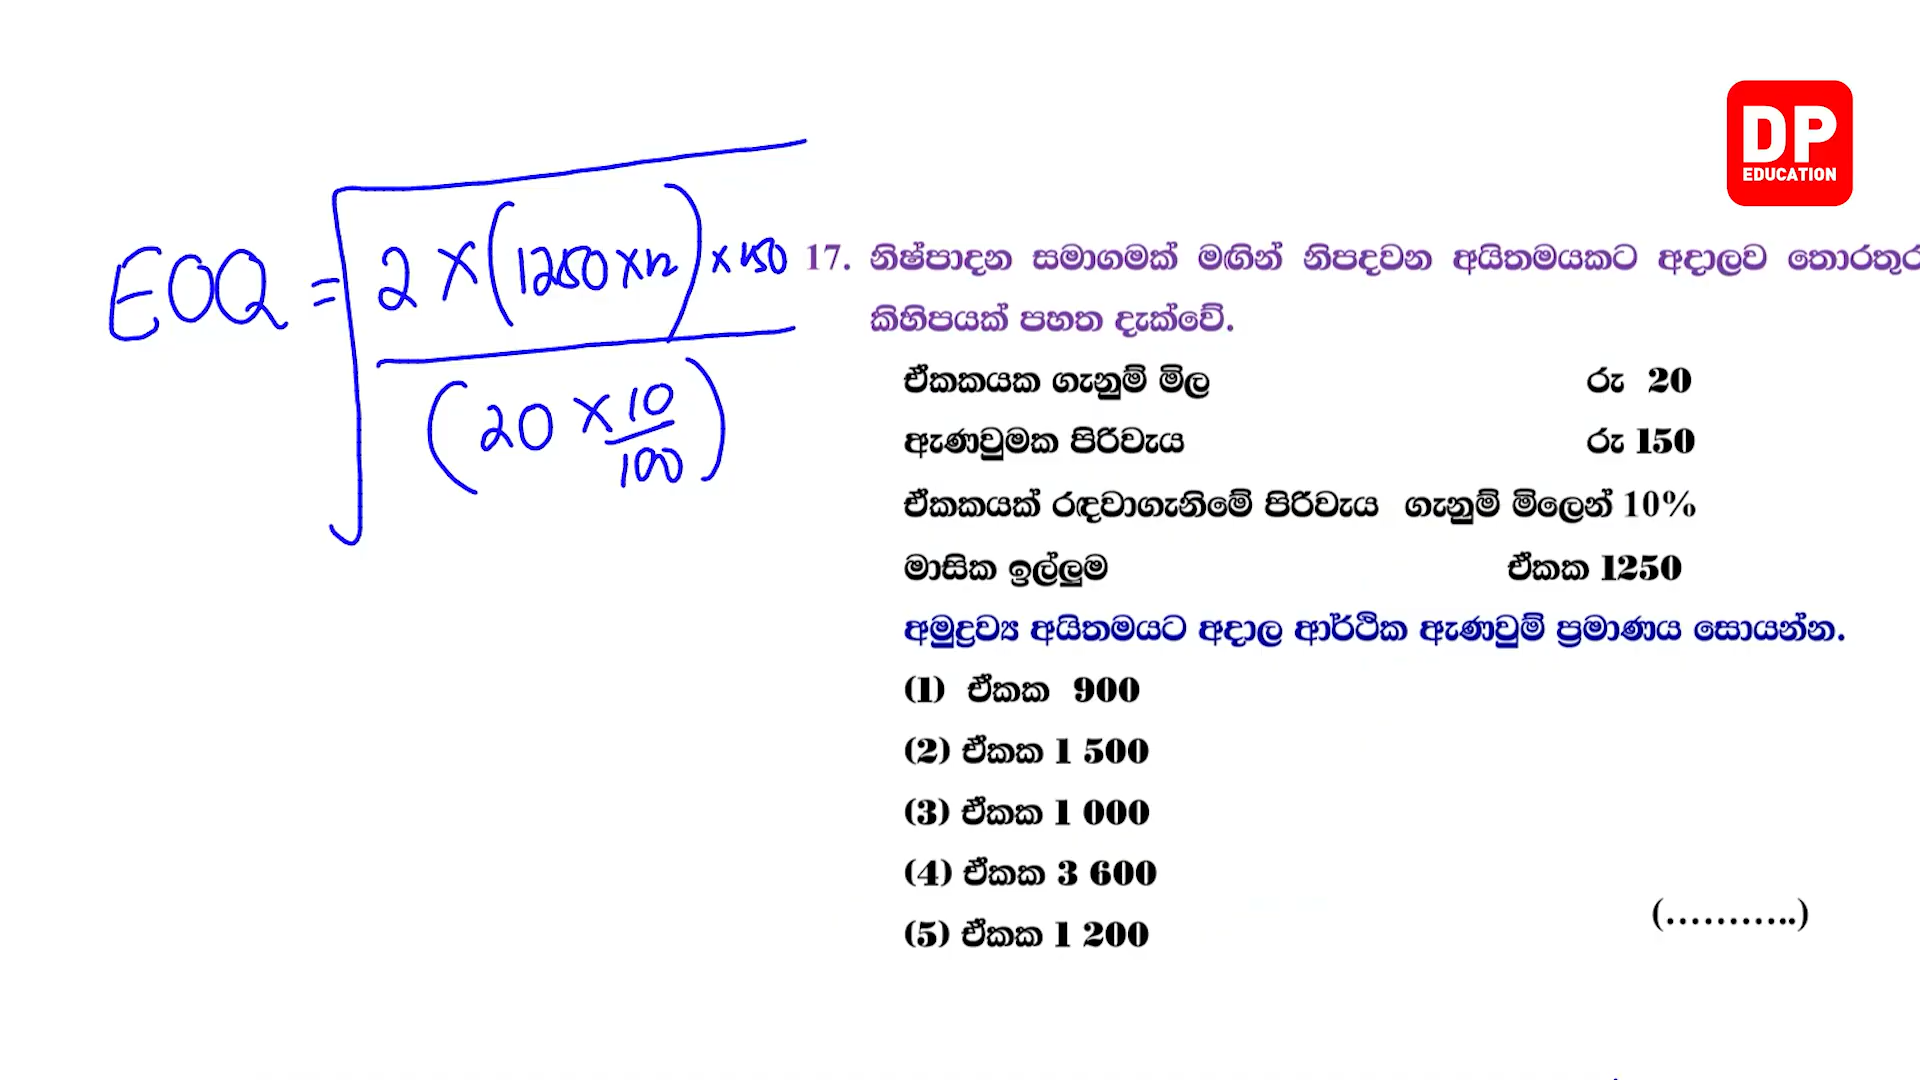 DP
EDUCATION
EOQ = √ 2 × (1250 × 12) × 150
(20 × 10
100)
17. නිෂ්පාදන සමාගමක් මඟින් නිපදවන අයිතමයකට අදාලව තොරතුර
කිහිපයක් පහත දැක්වේ.
ඒකකයක ගැනුම් මිල රු 20
ඇණවුමක පිරිවැය රු 150
ඒකකයක් රඳවාගැනිමේ පිරිවැය ගැනුම් මිලෙන් 10%
මාසික ඉල්ලුම ඒකක 1250
අමුද්‍රව්‍ය අයිතමයට අදාල ආර්ථික ඇණවුම් ප්‍රමාණය සොයන්න.
(1) ඒකක 900
(2) ඒකක 1 500
(3) ඒකක 1 000
(4) ඒකක 3 600
(5) ඒකක 1 200
(...........)